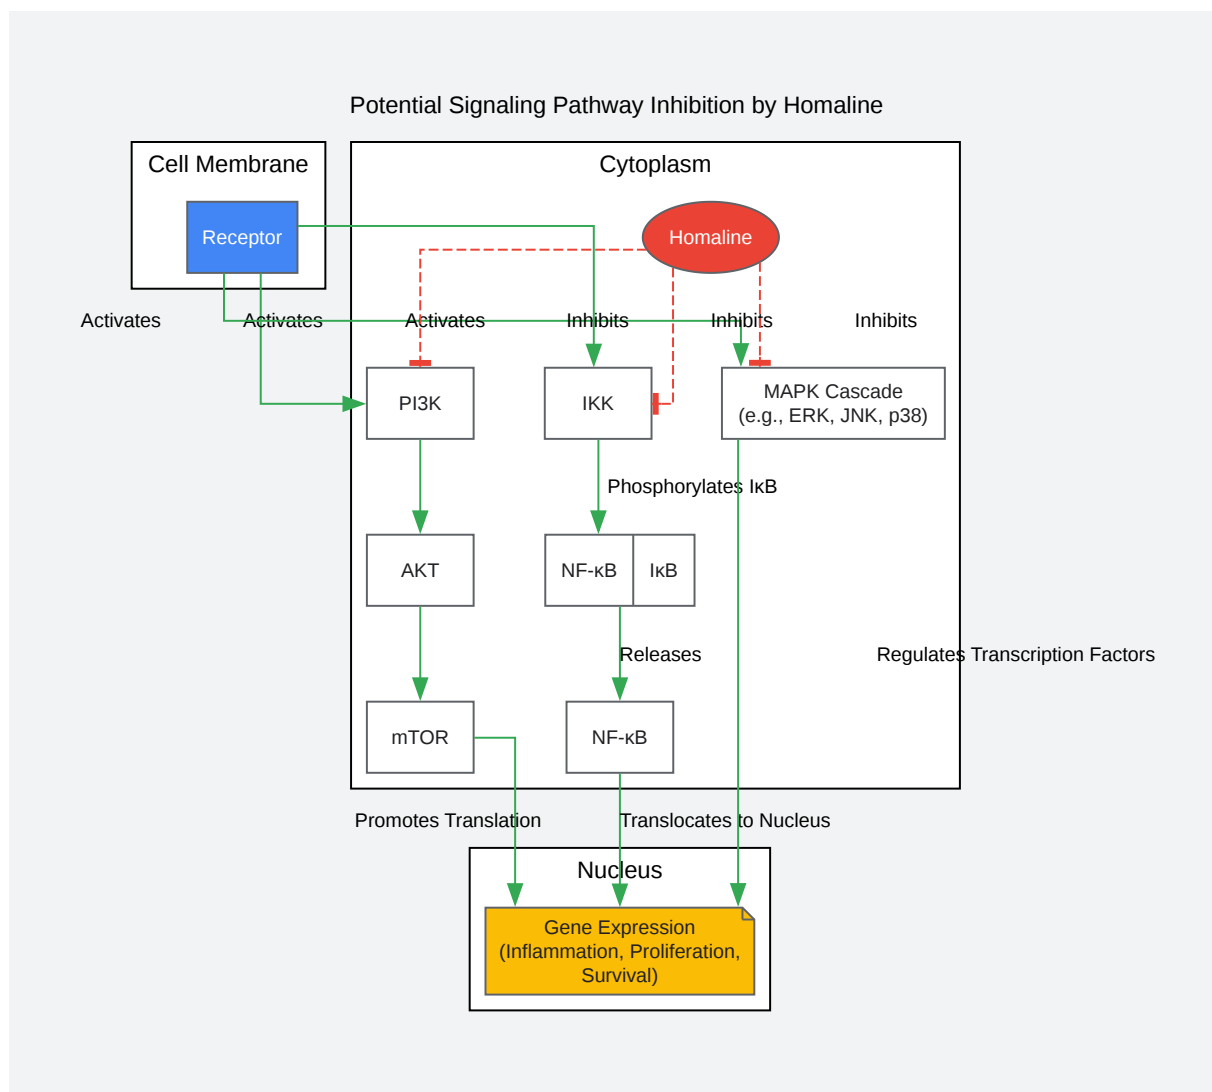 Potential Signaling Pathway Inhibition by Homaline
Cell Membrane
Cytoplasm
Receptor
Homaline
Activates
Activates
Activates
Inhibits
Inhibits
Inhibits
PI3K
IKK
MAPK Cascade
(e.g., ERK, JNK, p38)
Phosphorylates IκB
AKT
NF-κB
IκB
Releases
Regulates Transcription Factors
mTOR
NF-κB
Promotes Translation
Translocates to Nucleus
Nucleus
Gene Expression
(Inflammation, Proliferation,
Survival)